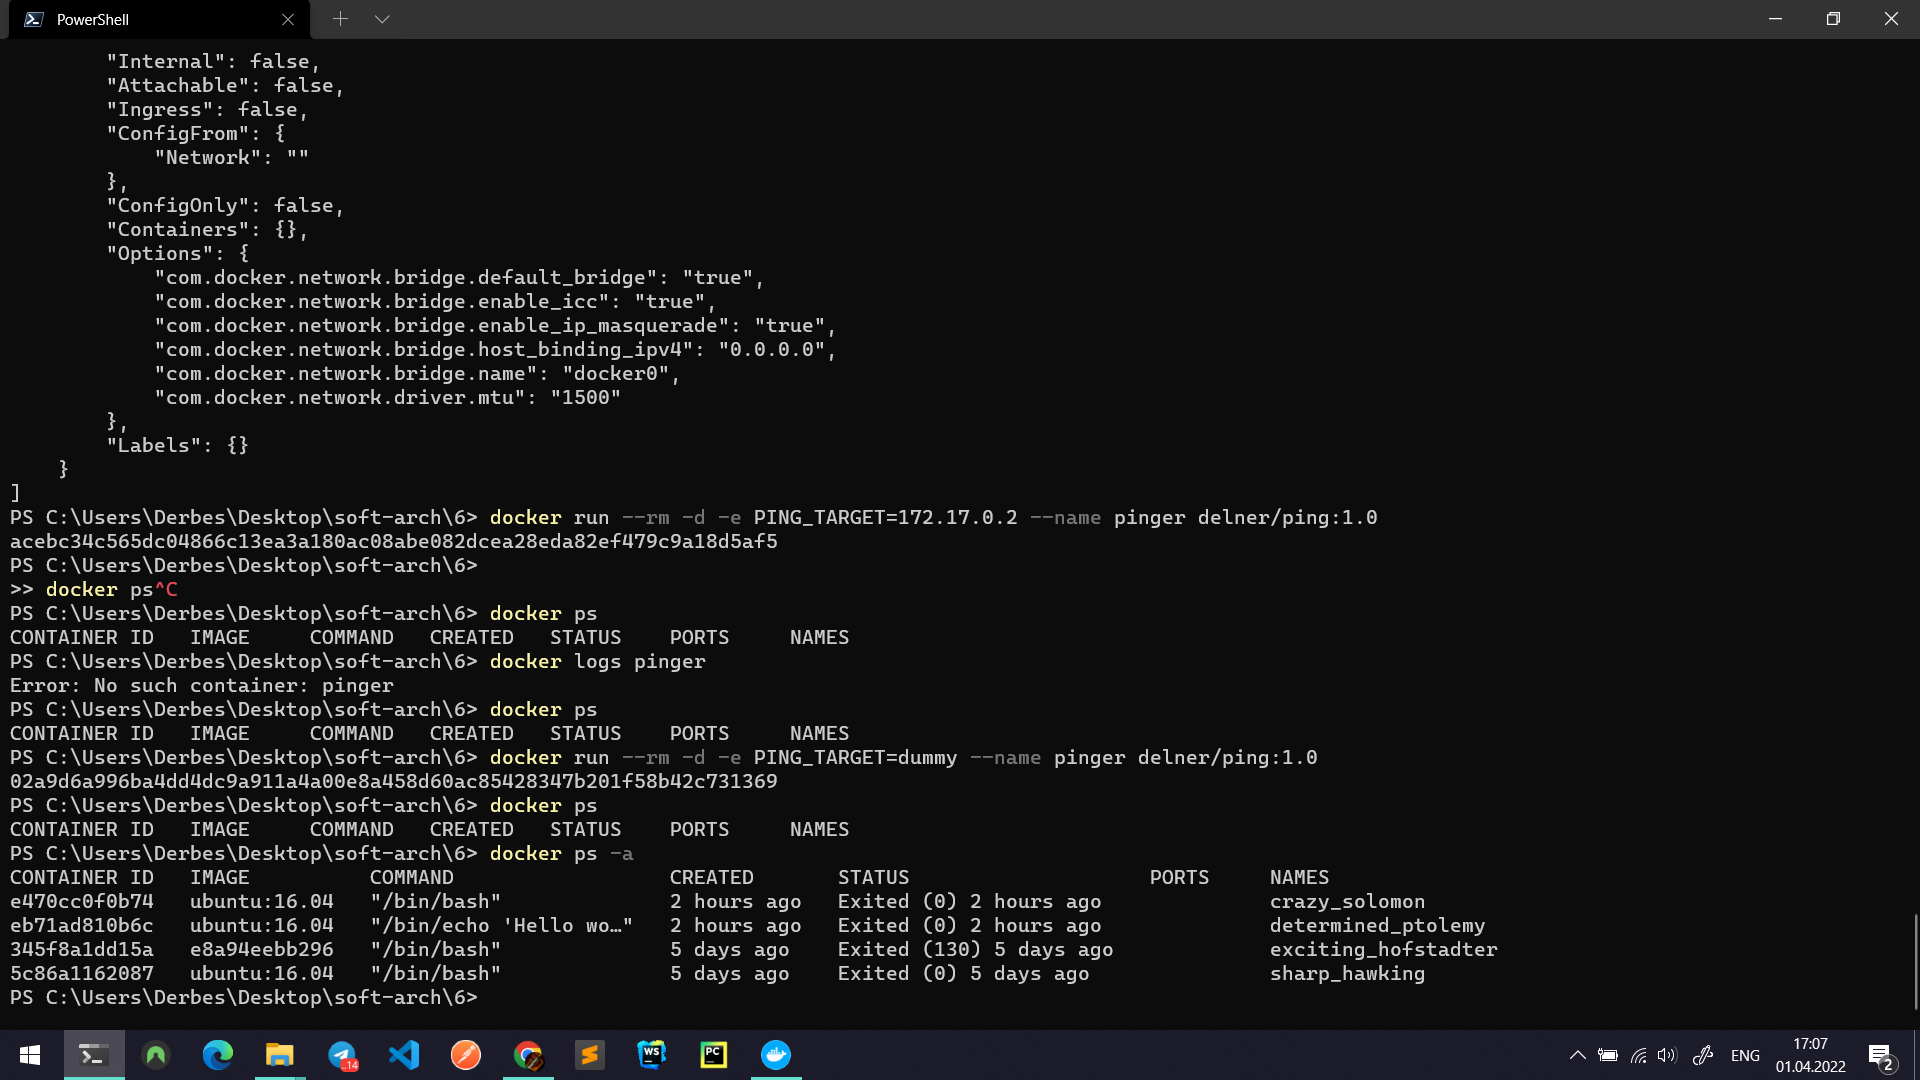 PowerShell
        "Internal": false,
        "Attachable": false,
        "Ingress": false,
        "ConfigFrom": {
            "Network": ""
        },
        "ConfigOnly": false,
        "Containers": {},
        "Options": {
            "com.docker.network.bridge.default_bridge": "true",
            "com.docker.network.bridge.enable_icc": "true",
            "com.docker.network.bridge.enable_ip_masquerade": "true",
            "com.docker.network.bridge.host_binding_ipv4": "0.0.0.0",
            "com.docker.network.bridge.name": "docker0",
            "com.docker.network.driver.mtu": "1500"
        },
        "Labels": {}
    }
]
PS C:\Users\Derbes\Desktop\soft-arch\6> docker run --rm -d -e PING_TARGET=172.17.0.2 --name pinger delner/ping:1.0
acebc34c565dc04866c13ea3a180ac08abe082dcea28eda82ef479c9a18d5af5
PS C:\Users\Derbes\Desktop\soft-arch\6>
>> docker ps^C
PS C:\Users\Derbes\Desktop\soft-arch\6> docker ps
CONTAINER ID   IMAGE     COMMAND   CREATED   STATUS    PORTS     NAMES
PS C:\Users\Derbes\Desktop\soft-arch\6> docker logs pinger
Error: No such container: pinger
PS C:\Users\Derbes\Desktop\soft-arch\6> docker ps
CONTAINER ID   IMAGE     COMMAND   CREATED   STATUS    PORTS     NAMES
PS C:\Users\Derbes\Desktop\soft-arch\6> docker run --rm -d -e PING_TARGET=dummy --name pinger delner/ping:1.0
02a9d6a996ba4dd4dc9a911a4a00e8a458d60ac85428347b201f58b42c731369
PS C:\Users\Derbes\Desktop\soft-arch\6> docker ps
CONTAINER ID   IMAGE     COMMAND   CREATED   STATUS    PORTS     NAMES
PS C:\Users\Derbes\Desktop\soft-arch\6> docker ps -a
CONTAINER ID   IMAGE          COMMAND                  CREATED       STATUS                    PORTS     NAMES
e470cc0f0b74   ubuntu:16.04   "/bin/bash"              2 hours ago   Exited (0) 2 hours ago              crazy_solomon
eb71ad810b6c   ubuntu:16.04   "/bin/echo 'Hello wo…"   2 hours ago   Exited (0) 2 hours ago              determined_ptolemy
345f8a1dd15a   e8a94eebb296   "/bin/bash"              5 days ago    Exited (130) 5 days ago             exciting_hofstadter
5c86a1162087   ubuntu:16.04   "/bin/bash"              5 days ago    Exited (0) 5 days ago               sharp_hawking
PS C:\Users\Derbes\Desktop\soft-arch\6>
..14
WS
PC
ENG
17:07
01.04.2022
2